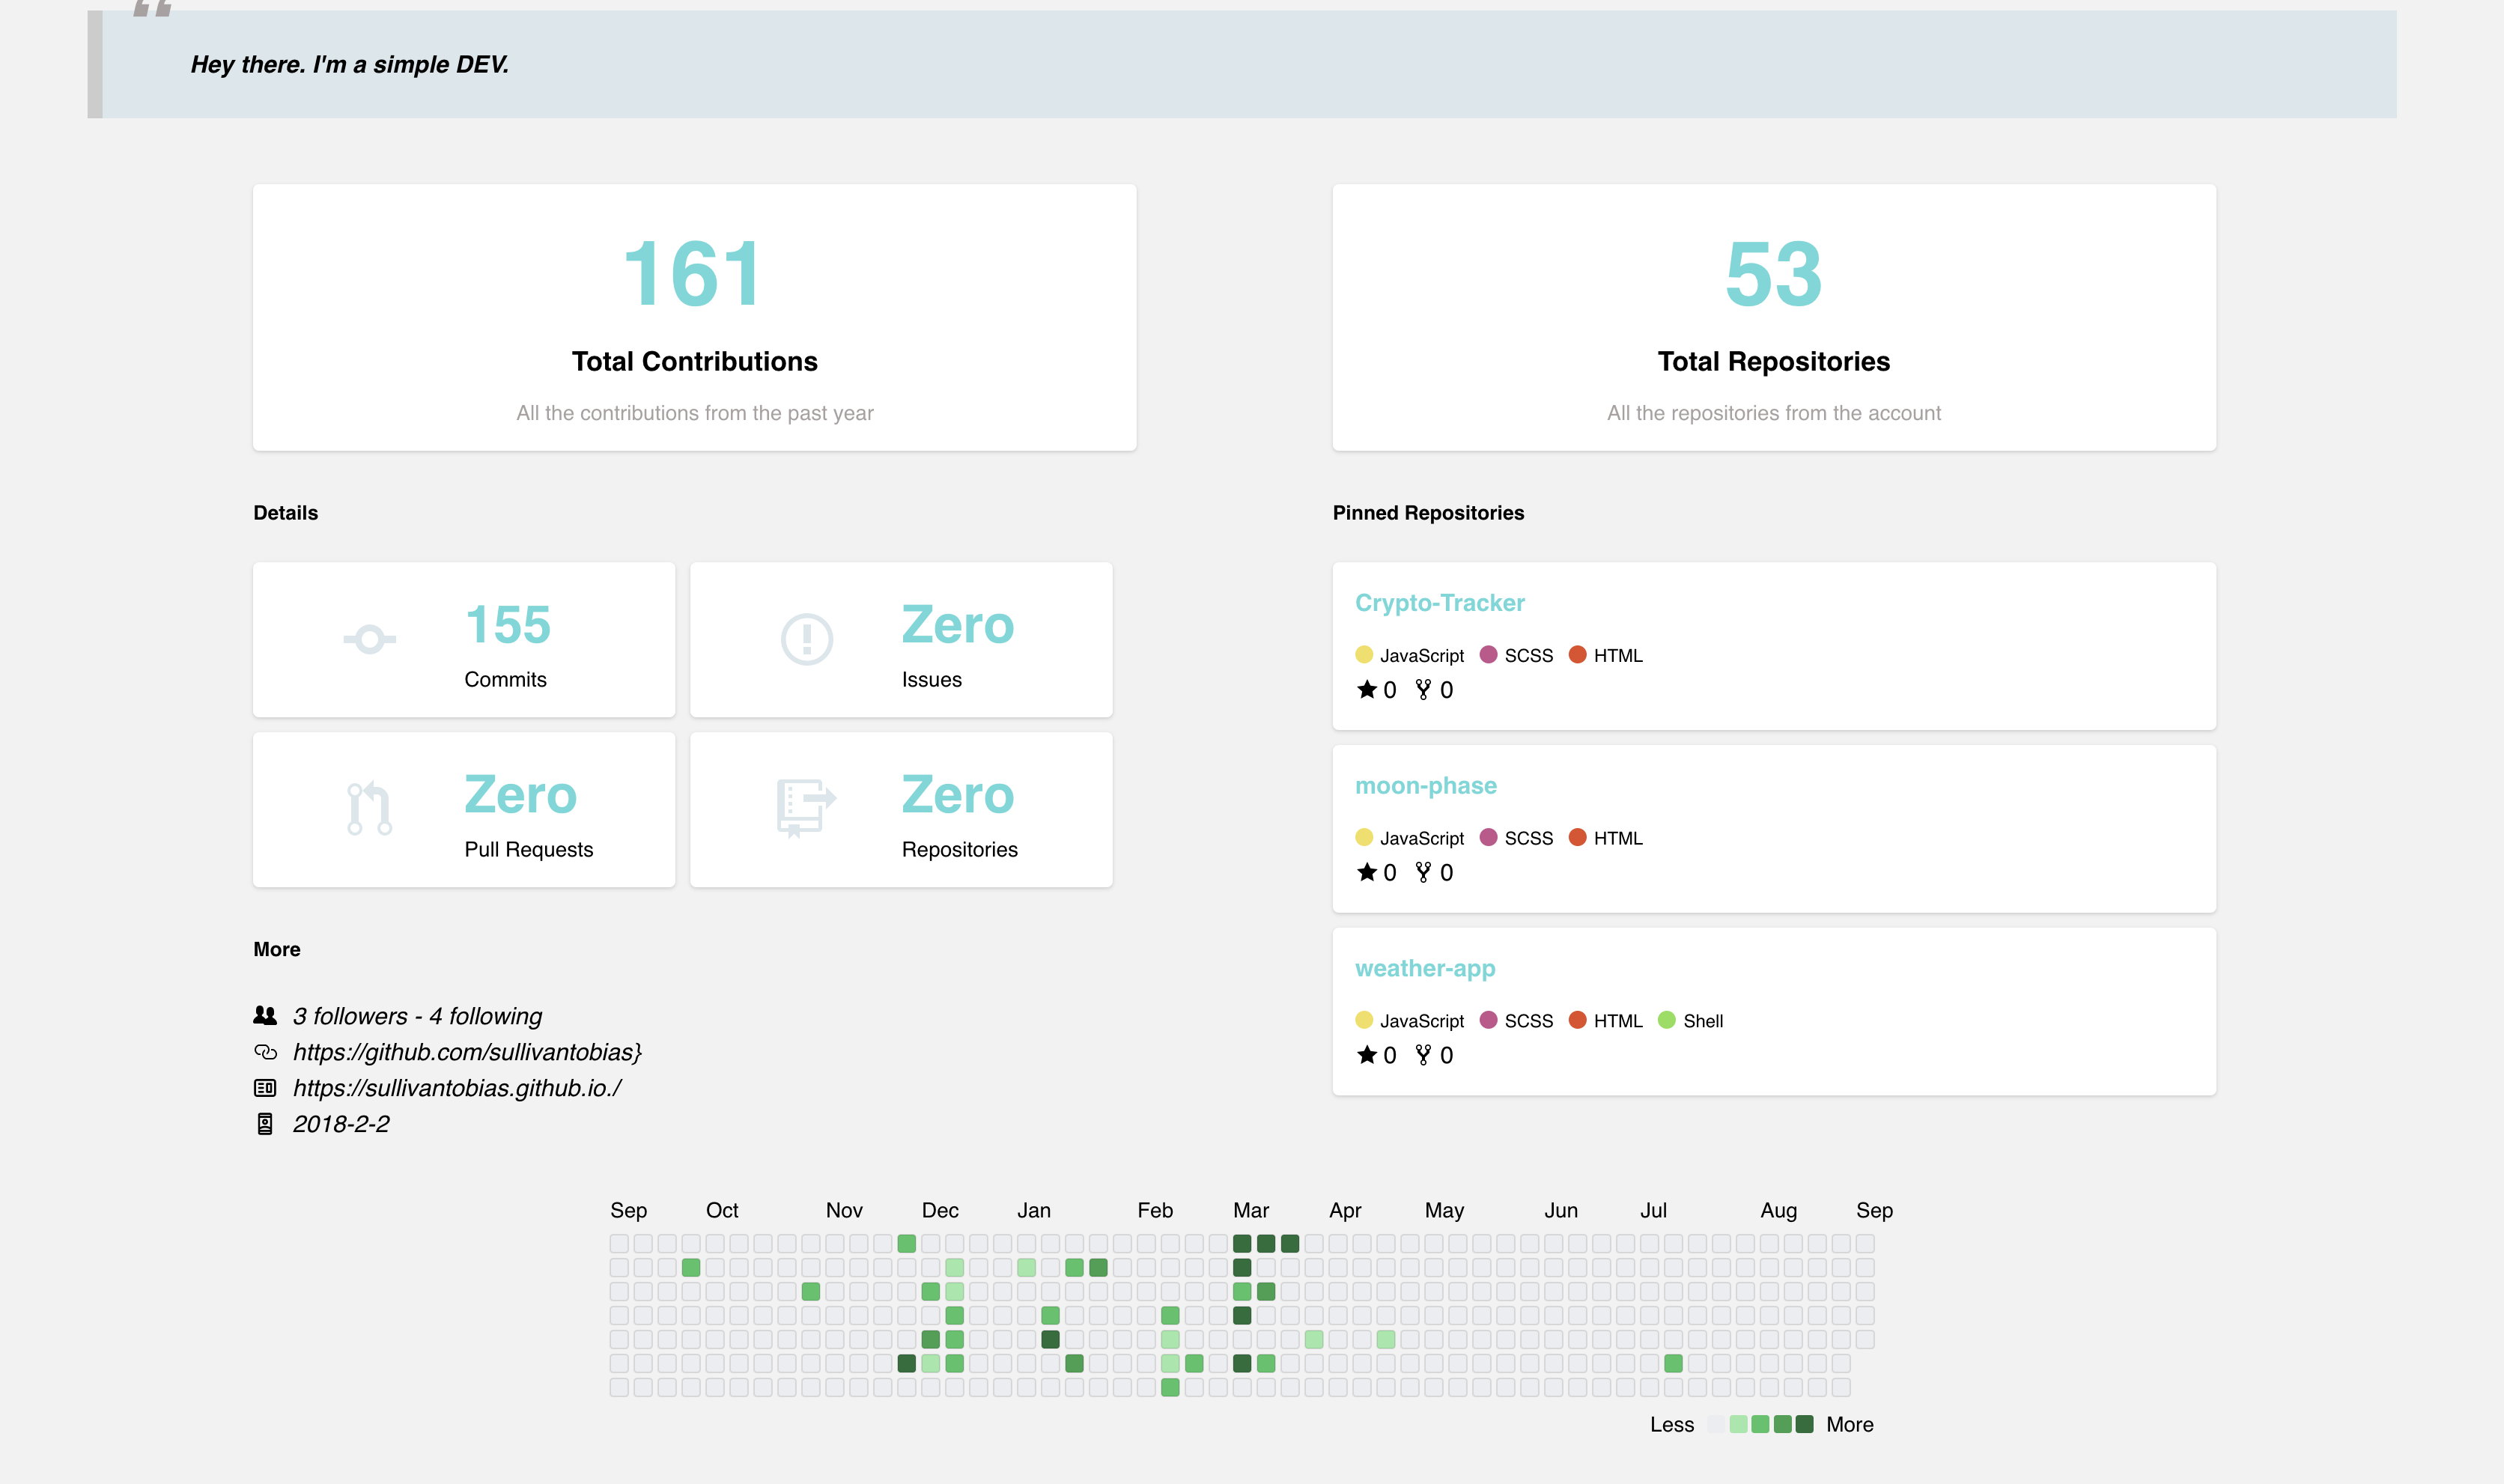 “
Hey there. I'm a simple DEV.
161
Total Contributions
All the contributions from the past year
53
Total Repositories
All the repositories from the account
Details
155
Commits
Zero
Issues
Zero
Pull Requests
Zero
Repositories
More
3 followers - 4 following
https://github.com/sullivantobias}
https://sullivantobias.github.io./
2018-2-2
Pinned Repositories
Crypto-Tracker
JavaScript SCSS HTML
0 0
moon-phase
JavaScript SCSS HTML
0 0
weather-app
JavaScript SCSS HTML Shell
0 0
Sep Oct Nov Dec Jan Feb Mar Apr May Jun Jul Aug Sep
Less More